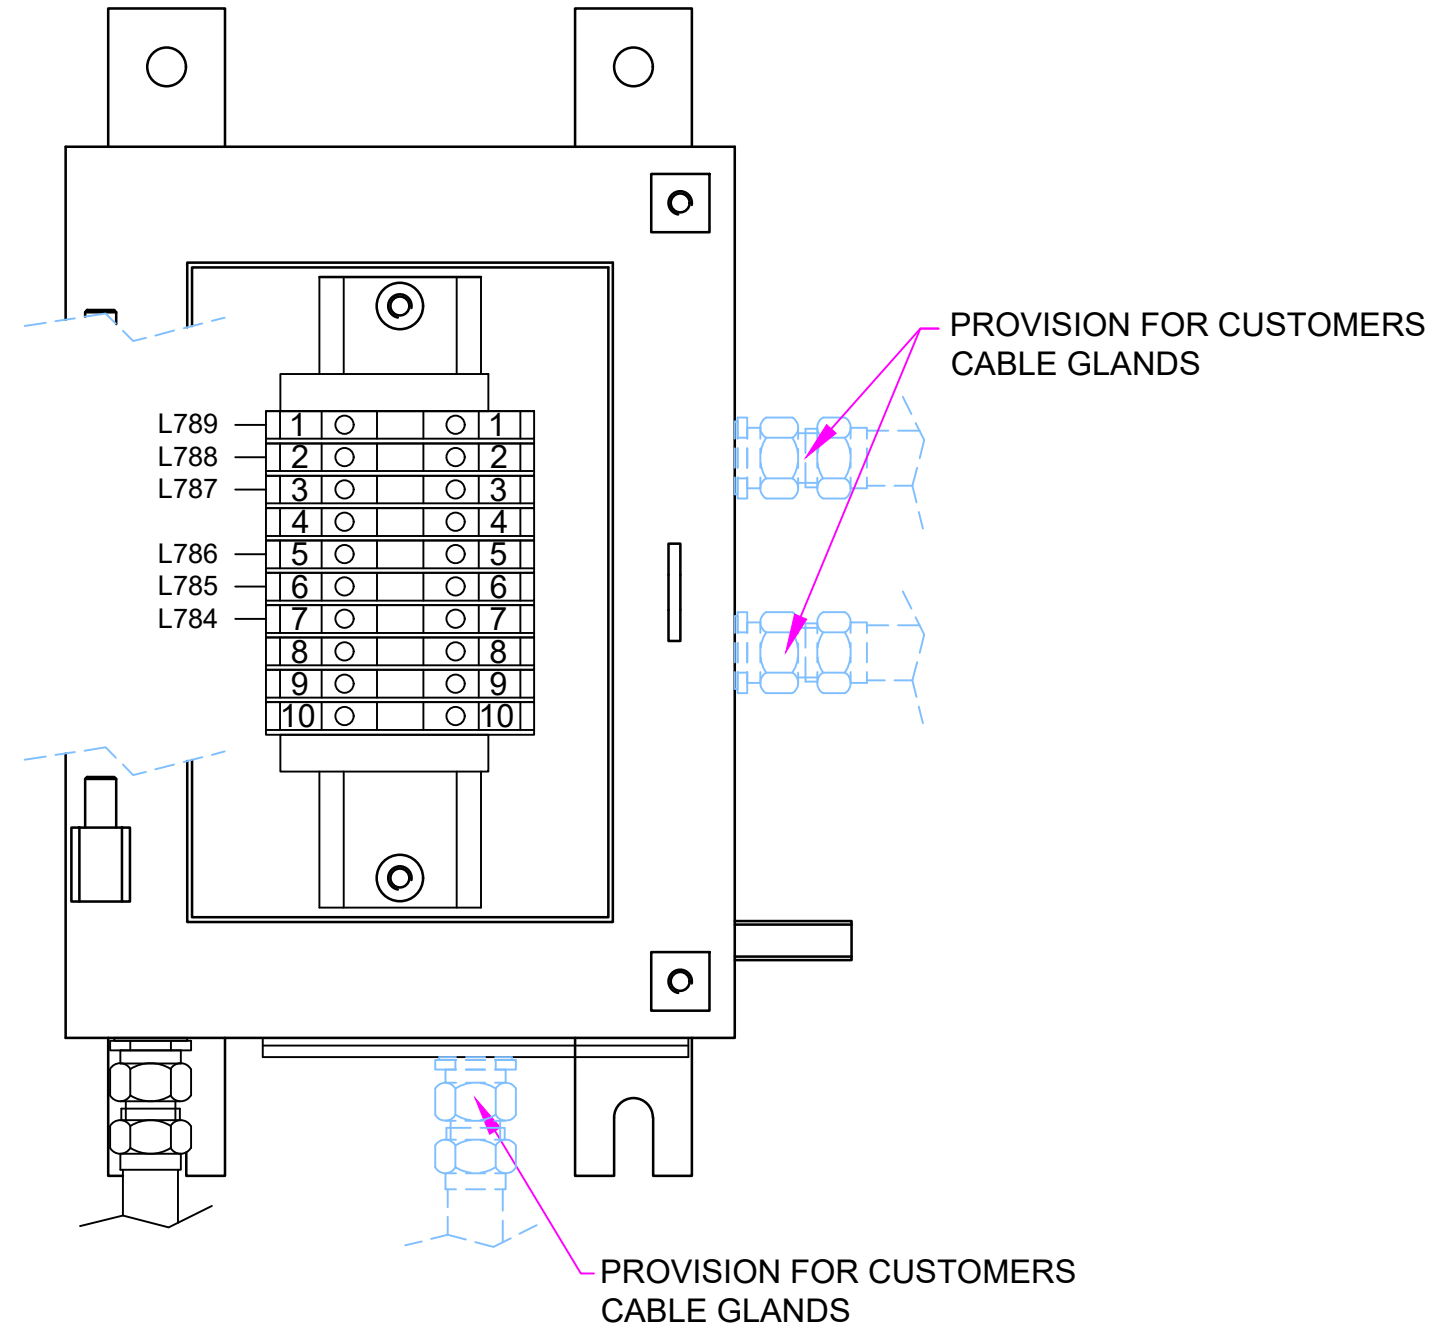 PROVISION FOR CUSTOMERS
CABLE GLANDS
L789 1 1
L788 2 2
L787 3 3
4 4
L786 5 5
L785 6 6
L784 7 7
8 8
9 9
10 10
PROVISION FOR CUSTOMERS
CABLE GLANDS